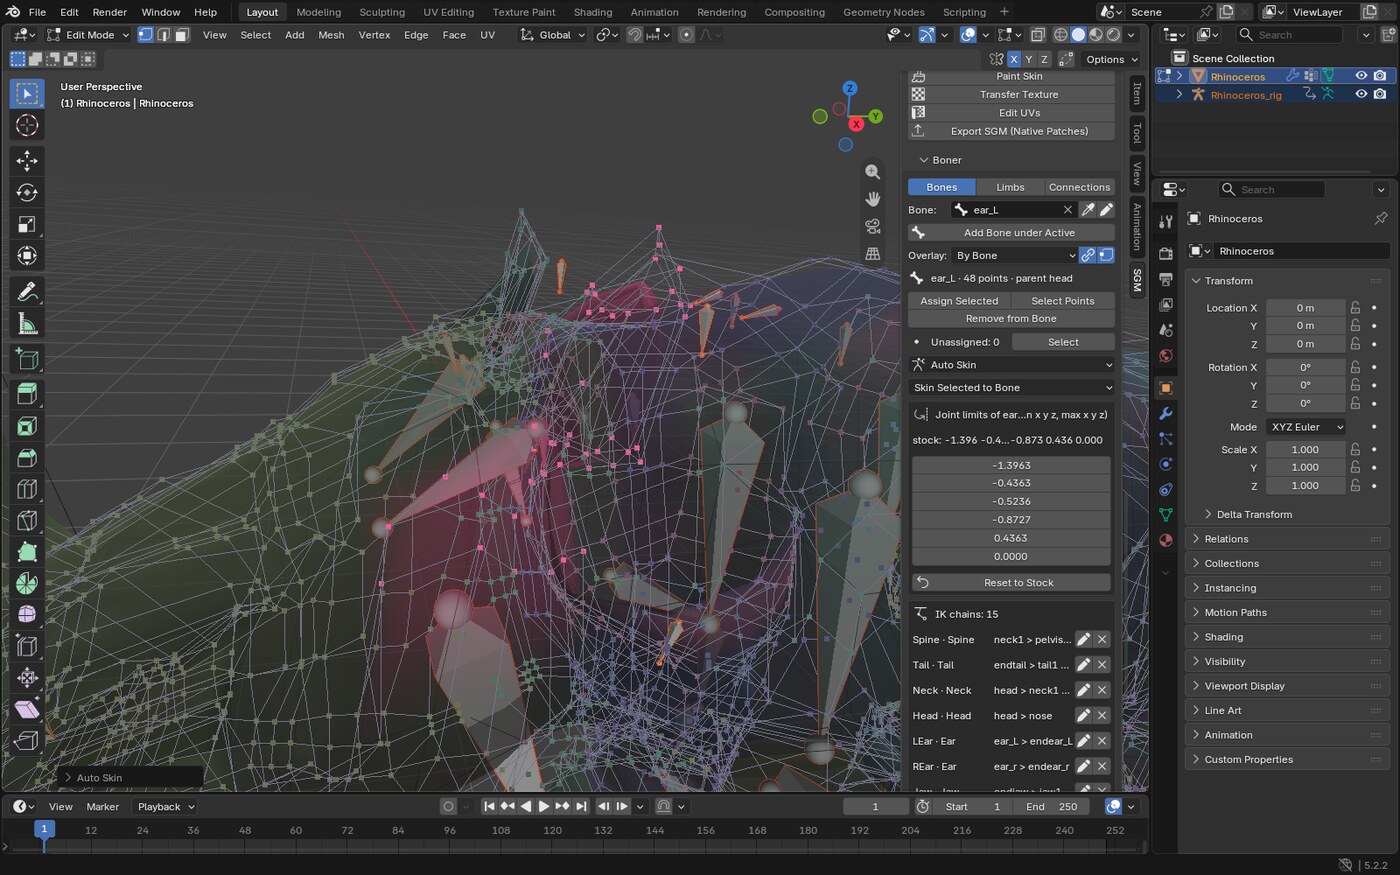 File Edit Render Window Help Layout Modeling Sculpting UV Editing Texture Paint Shading Animation Rendering Compositing Geometry Nodes Scripting + Scene ViewLayer
Edit Mode View Select Add Mesh Vertex Edge Face UV Global
Search
X Y Z Options
Scene Collection
Rhinoceros
Rhinoceros_rig
User Perspective
(1) Rhinoceros | Rhinoceros
Z
Y
X
Paint Skin
Transfer Texture
Edit UVs
Export SGM (Native Patches)
Boner
Bones Limbs Connections
Bone: ear_L
Add Bone under Active
Overlay: By Bone
ear_L · 48 points · parent head
Assign Selected Select Points
Remove from Bone
Unassigned: 0 Select
Auto Skin
Skin Selected to Bone
Joint limits of ear...n x y z, max x y z)
stock: -1.396 -0.4...-0.873 0.436 0.000
-1.3963
-0.4363
-0.5236
-0.8727
0.4363
0.0000
Reset to Stock
IK chains: 15
Spine · Spine neck1 > pelvis...
Tail · Tail endtail > tail1 ...
Neck · Neck head > neck1 ...
Head · Head head > nose
LEar · Ear ear_L > endear_L
REar · Ear ear_r > endear_r
Item
Tool
View
Animation
SGM
Search
Rhinoceros
Rhinoceros
Transform
Location X 0 m
Y 0 m
Z 0 m
Rotation X 0°
Y 0°
Z 0°
Mode XYZ Euler
Scale X 1.000
Y 1.000
Z 1.000
Delta Transform
Relations
Collections
Instancing
Motion Paths
Shading
Visibility
Viewport Display
Line Art
Animation
Custom Properties
Auto Skin
View Marker Playback 1 Start 1 End 250
1 12 24 36 48 60 72 84 96 108 120 132 144 156 168 180 192 204 216 228 240 252
5.2.2